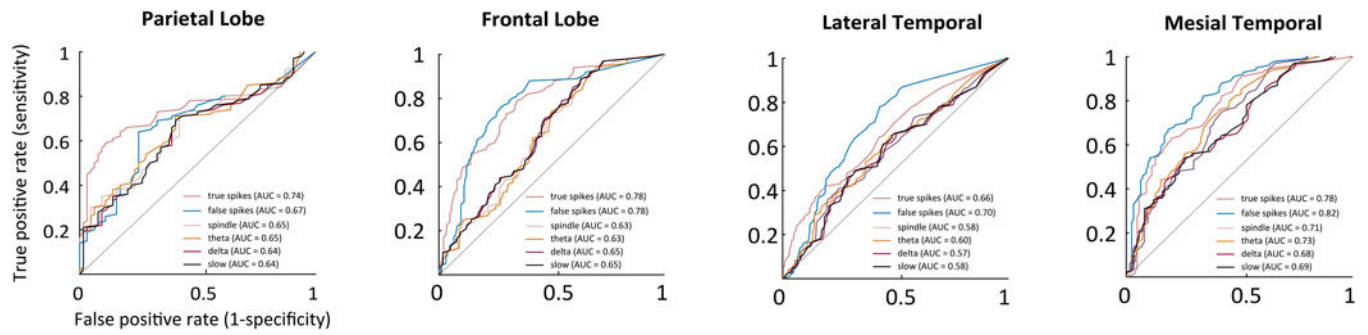 Parietal Lobe
Frontal Lobe
Lateral Temporal
Mesial Temporal
True positive rate (sensitivity)
1
0.8
0.6
0.4
0.2
true spikes (AUC = 0.74)
false spikes (AUC = 0.67)
spindle (AUC = 0.65)
theta (AUC = 0.65)
delta (AUC = 0.64)
slow (AUC = 0.64)
0
0.5
1
False positive rate (1-specificity)
1
0.8
0.6
0.4
0.2
true spikes (AUC = 0.78)
false spikes (AUC = 0.78)
spindle (AUC = 0.63)
theta (AUC = 0.63)
delta (AUC = 0.65)
slow (AUC = 0.65)
0
0.5
1
1
0.8
0.6
0.4
0.2
true spikes (AUC = 0.66)
false spikes (AUC = 0.70)
spindle (AUC = 0.58)
theta (AUC = 0.60)
delta (AUC = 0.57)
slow (AUC = 0.58)
0
0.5
1
1
0.8
0.6
0.4
0.2
true spikes (AUC = 0.78)
false spikes (AUC = 0.82)
spindle (AUC = 0.71)
theta (AUC = 0.73)
delta (AUC = 0.68)
slow (AUC = 0.69)
0
0.5
1